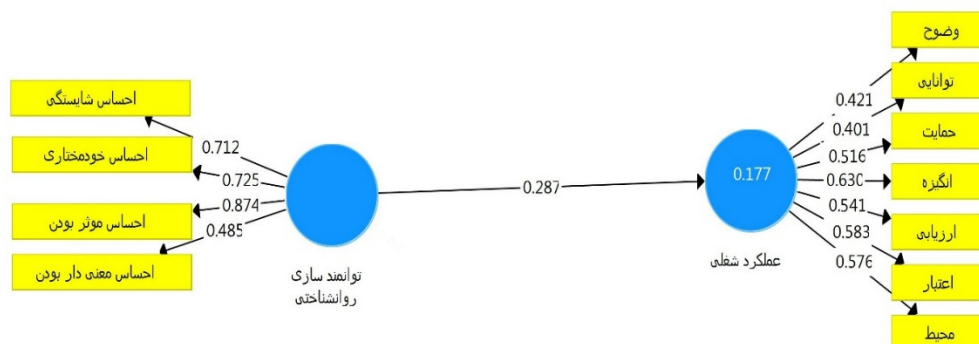 احساس شایستگی
احساس خودمختاری
احساس موثر بودن
احساس معنی دار بودن
0.712
0.725
0.874
0.485
توانمند سازی
روانشناختی
0.287
0.177
عملکرد شغلی
0.421
0.401
0.516
0.630
0.541
0.583
0.576
وضوح
توانایی
حمایت
انگیزه
ارزیابی
اعتبار
محیط